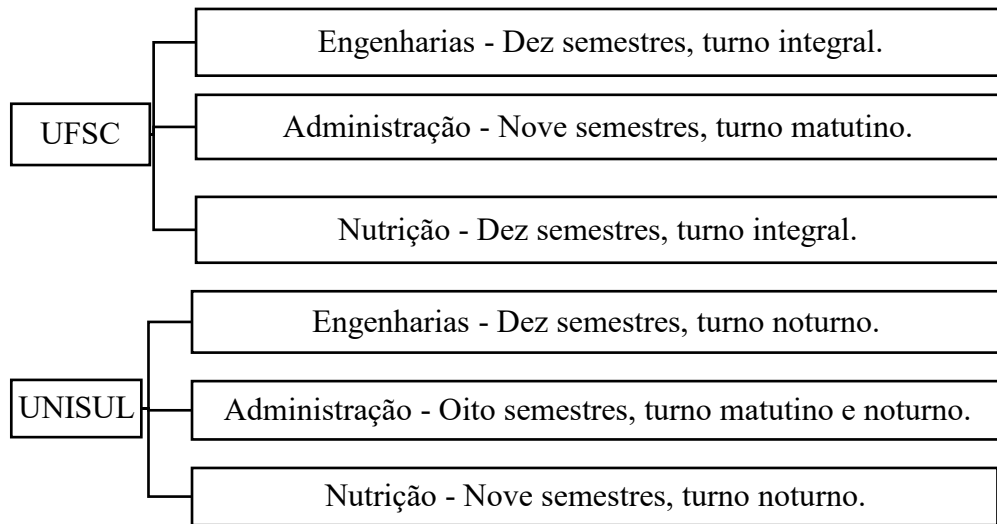 Engenharias - Dez semestres, turno integral.
UFSC
Administração - Nove semestres, turno matutino.
Nutrição - Dez semestres, turno integral.
Engenharias - Dez semestres, turno noturno.
UNISUL
Administração - Oito semestres, turno matutino e noturno.
Nutrição - Nove semestres, turno noturno.